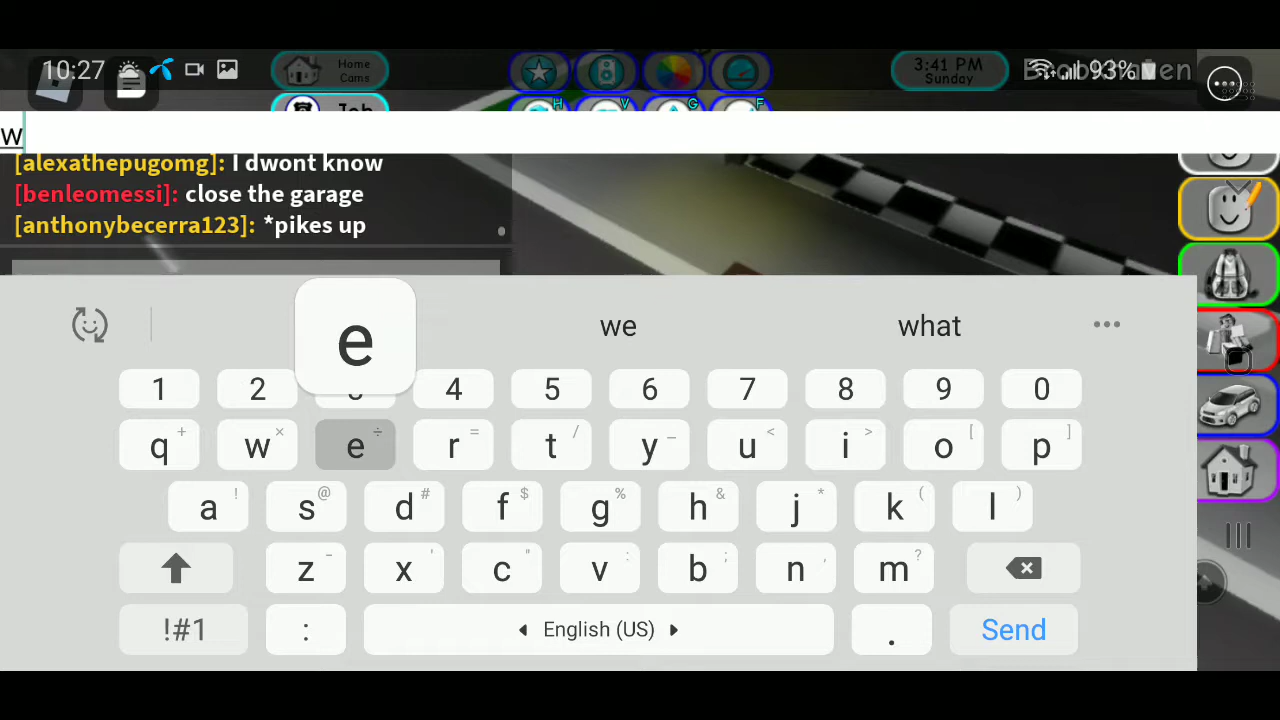 10:27
93%
Home
Cams
3:41 PM
Sunday
Job
H
V
G
F
w
[alexathepugomg]: I dwont know
[benleomessi]: close the garage
[anthonybecerra123]: *pikes up
e
we
what
1 2 4 5 6 7 8 9 0
q + w × e ÷ r = t / y _ u < i > o [ p ]
a ! s @ d # f $ g % h & j * k ( l )
z - x ' c " v : b ; n , m ?
!#1 : English (US) . Send